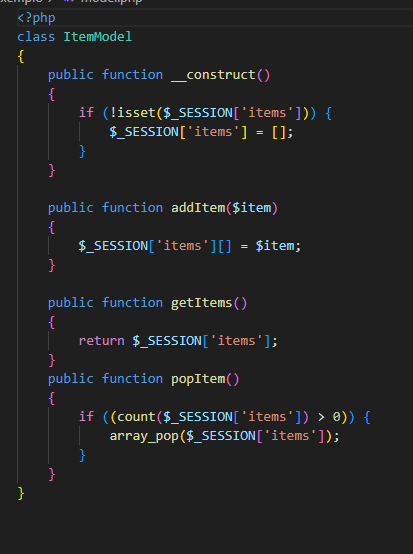 model.php
<?php
class ItemModel
{
    public function __construct()
    {
        if (!isset($_SESSION['items'])) {
            $_SESSION['items'] = [];
        }
    }

    public function addItem($item)
    {
        $_SESSION['items'][] = $item;
    }

    public function getItems()
    {
        return $_SESSION['items'];
    }
    public function popItem()
    {
        if ((count($_SESSION['items']) > 0)) {
            array_pop($_SESSION['items']);
        }
    }
}